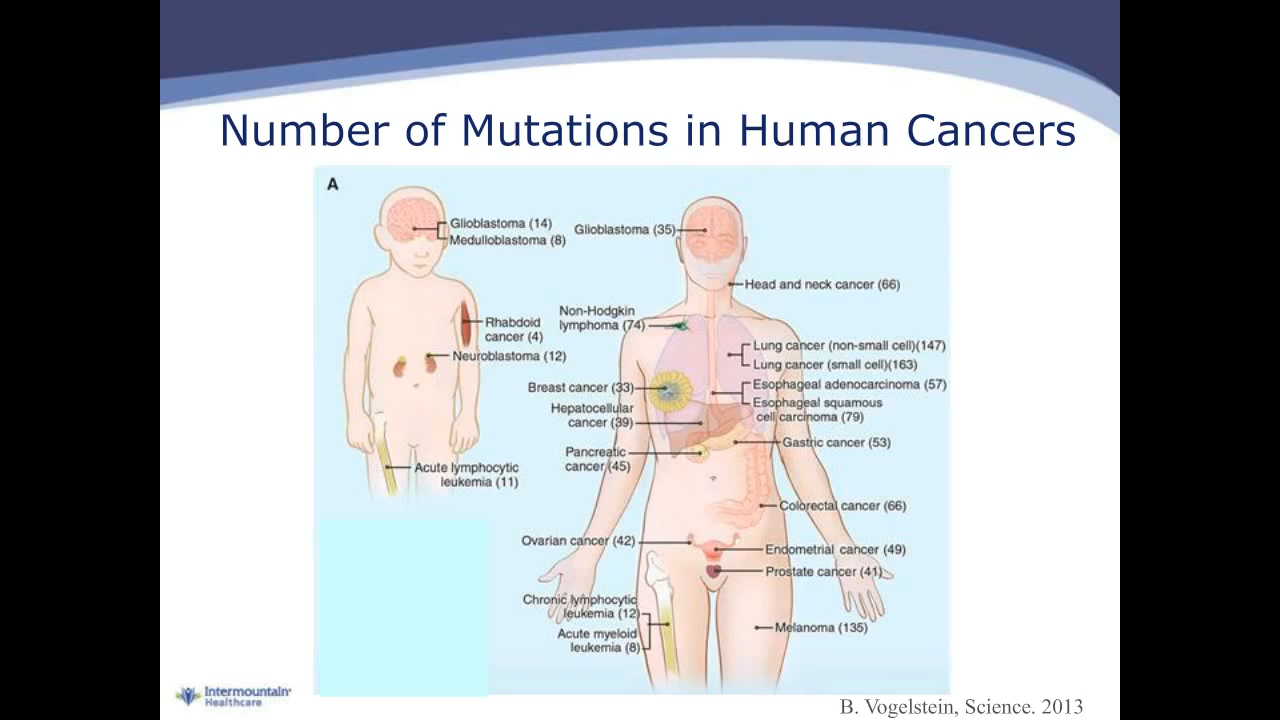 Number of Mutations in Human Cancers
A
Glioblastoma (14)
Medulloblastoma (8)
Rhabdoid
cancer (4)
Neuroblastoma (12)
Acute lymphocytic
leukemia (11)
Glioblastoma (35)
Head and neck cancer (66)
Non-Hodgkin
lymphoma (74)
Lung cancer (non-small cell)(147)
Lung cancer (small cell)(163)
Esophageal adenocarcinoma (57)
Esophageal squamous
cell carcinoma (79)
Breast cancer (33)
Hepatocellular
cancer (39)
Gastric cancer (53)
Pancreatic
cancer (45)
Colorectal cancer (66)
Ovarian cancer (42)
Endometrial cancer (49)
Prostate cancer (41)
Chronic lymphocytic
leukemia (12)
Acute myeloid
leukemia (8)
Melanoma (135)
Intermountain
Healthcare
B. Vogelstein, Science. 2013